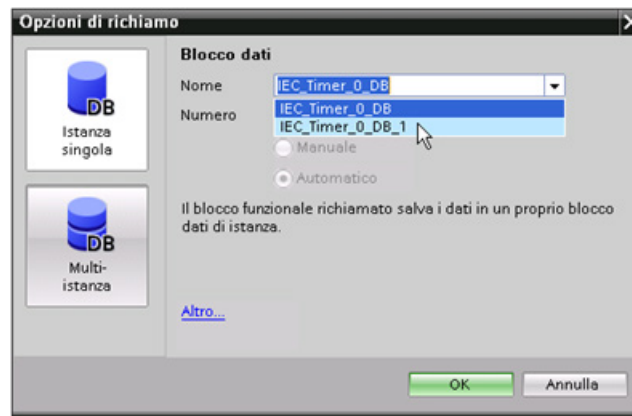 Opzioni di richiamo
DB
Istanza
singola
DB
Multi-
istanza
Blocco dati
Nome
IEC_Timer_0_DB
IEC_Timer_0_DB
IEC_Timer_0_DB_1
Numero
Manuale
Automatico
Il blocco funzionale richiamato salva i dati in un proprio blocco
dati di istanza.
Altro...
OK
Annulla